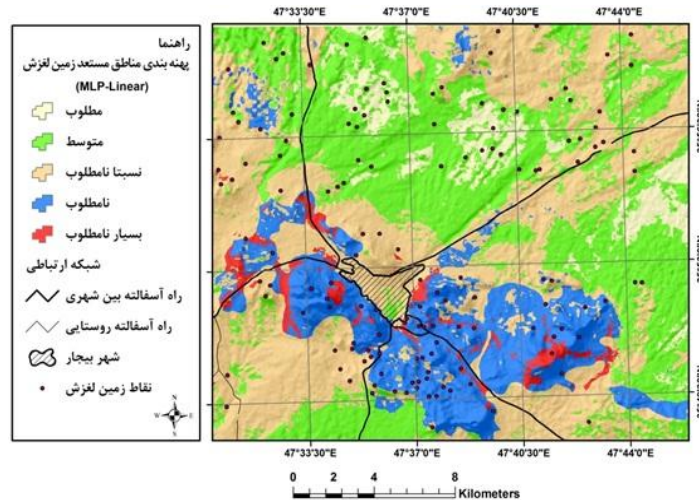 راهنما
پهنه بندی مناطق مستعد زمین لغزش
(MLP-Linear)
مطلوب
متوسط
نسبتا نامطلوب
نامطلوب
بسیار نامطلوب
شبکه ارتباطی
راه آسفالته بین شهری
راه آسفالته روستایی
شهر بیجار
نقاط زمین لغزش
N
W
E
S
47°33'30"E
47°37'0"E
47°40'30"E
47°44'0"E
47°33'30"E
47°37'0"E
47°40'30"E
47°44'0"E
0 2 4 8
Kilometers